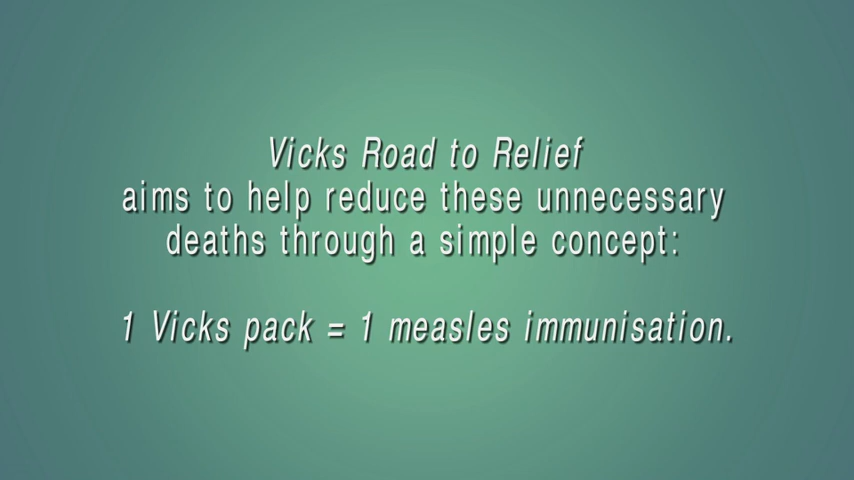 Vicks Road to Relief
aims to help reduce these unnecessary
deaths through a simple concept:
1 Vicks pack = 1 measles immunisation.